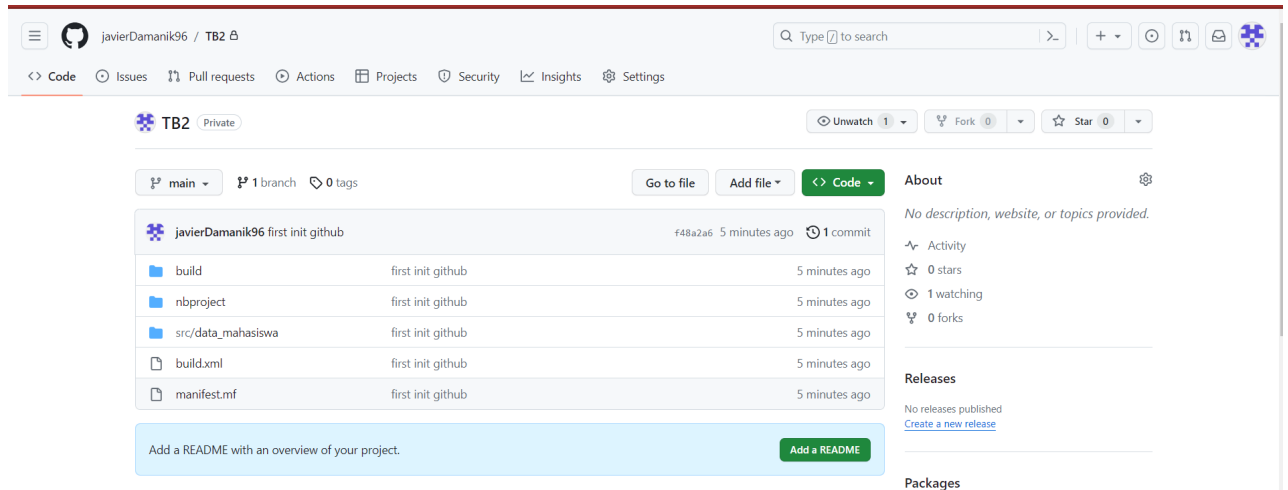 javierDamanik96 / TB2
Type / to search
<> Code Issues Pull requests Actions Projects Security Insights Settings
TB2 Private
Unwatch 1 Fork 0 Star 0
main 1 branch 0 tags
Go to file Add file <> Code
javierDamanik96 first init github f48a2a6 5 minutes ago 1 commit
build first init github 5 minutes ago
nbproject first init github 5 minutes ago
src/data_mahasiswa first init github 5 minutes ago
build.xml first init github 5 minutes ago
manifest.mf first init github 5 minutes ago
Add a README with an overview of your project. Add a README
About
No description, website, or topics provided.
Activity
0 stars
1 watching
0 forks
Releases
No releases published
Create a new release
Packages